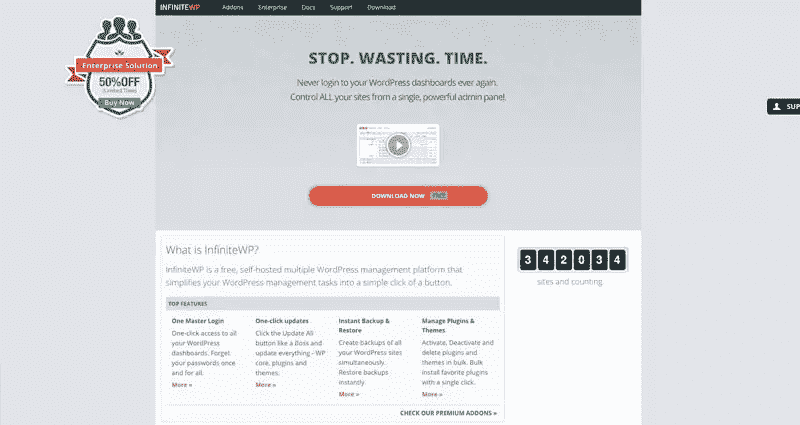 INFINITEWP Addons Enterprise Docs Support Download
Enterprise Solution
50%OFF
(Limited Time)
Buy Now
STOP. WASTING. TIME.
Never login to your WordPress dashboards ever again.
Control ALL your sites from a single, powerful admin panel.
SUP
DOWNLOAD NOW
What is InfiniteWP?
InfiniteWP is a free, self-hosted multiple WordPress management platform that
simplifies your WordPress management tasks into a simple click of a button.
342034
sites and counting
TOP FEATURES
One Master Login
One-click access to all
your WordPress
dashboards. Forget
your passwords once
and for all.
More »
One-click updates
Click the Update All
button like a Boss and
update everything - WP
core, plugins and
themes.
More »
Instant Backup &
Restore
Create backups of all
your WordPress sites
simultaneously.
Restore backups
instantly.
More »
Manage Plugins &
Themes
Activate, Deactivate and
delete plugins and
themes in bulk. Bulk
install favorite plugins
with a single click.
More »
CHECK OUR PREMIUM ADDONS »